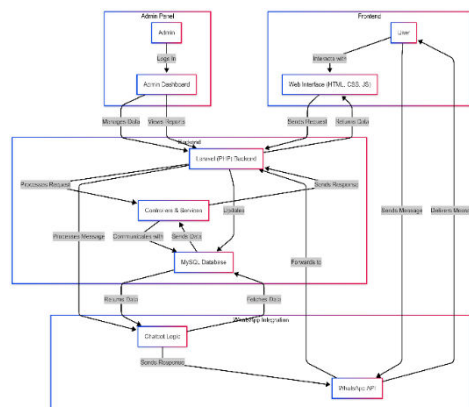 Admin Panel
Frontend
Admin
User
Logs In
Interacts with
Admin Dashboard
Web Interface (HTML, CSS, JS)
Manages Data
Views Reports
Sends Request
Returns Data
Backend
Laravel (PHP) Backend
Processes Request
Sends Response
Controllers & Services
Updates
Sends Message
Delivers Message
Processes Message
Communicates with
Sends Data
MySQL Database
Forwards to
Returns Data
Fetches Data
WhatsApp Integration
Chatbot Logic
Sends Response
WhatsApp API